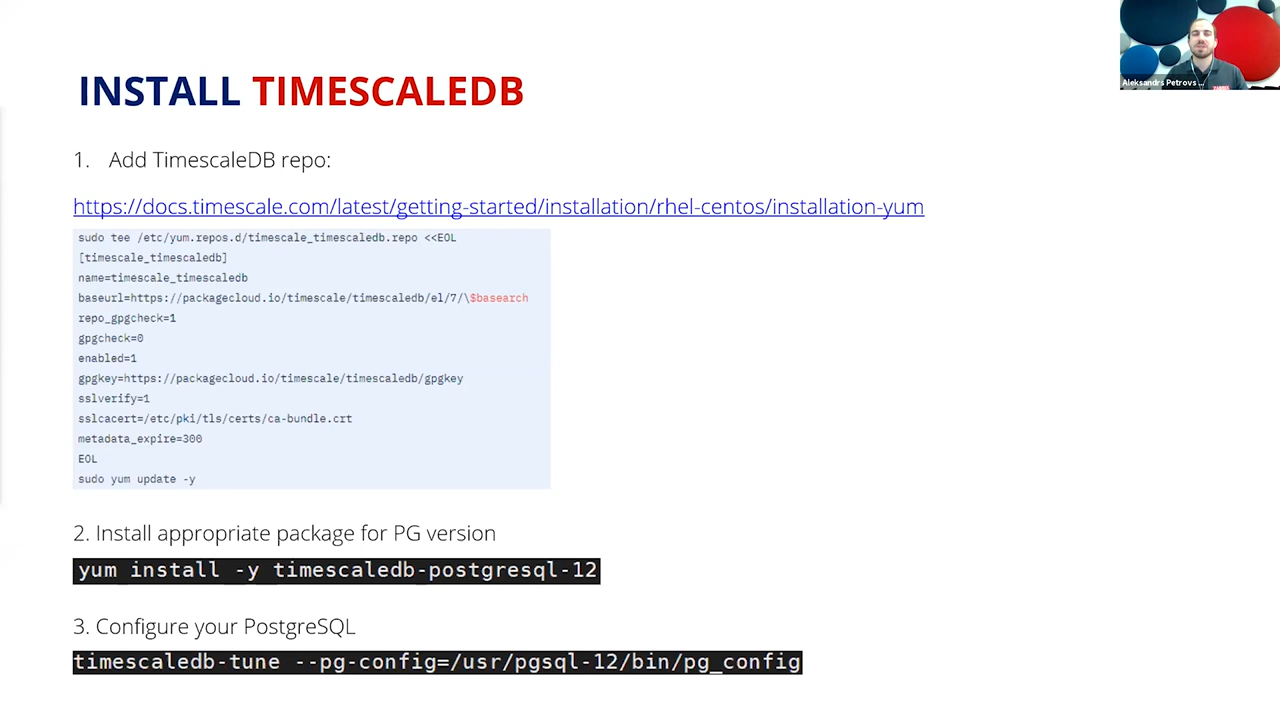 INSTALL TIMESCALEDB
1. Add TimescaleDB repo:
https://docs.timescale.com/latest/getting-started/installation/rhel-centos/installation-yum
sudo tee /etc/yum.repos.d/timescale_timescaledb.repo <<EOL
[timescale_timescaledb]
name=timescale_timescaledb
baseurl=https://packagecloud.io/timescale/timescaledb/el/7/\$basearch
repo_gpgcheck=1
gpgcheck=0
enabled=1
gpgkey=https://packagecloud.io/timescale/timescaledb/gpgkey
sslverify=1
sslcacert=/etc/pki/tls/certs/ca-bundle.crt
metadata_expire=300
EOL
sudo yum update -y
2. Install appropriate package for PG version
yum install -y timescaledb-postgresql-12
3. Configure your PostgreSQL
timescaledb-tune --pg-config=/usr/pgsql-12/bin/pg_config
Aleksandrs Petrovs ...